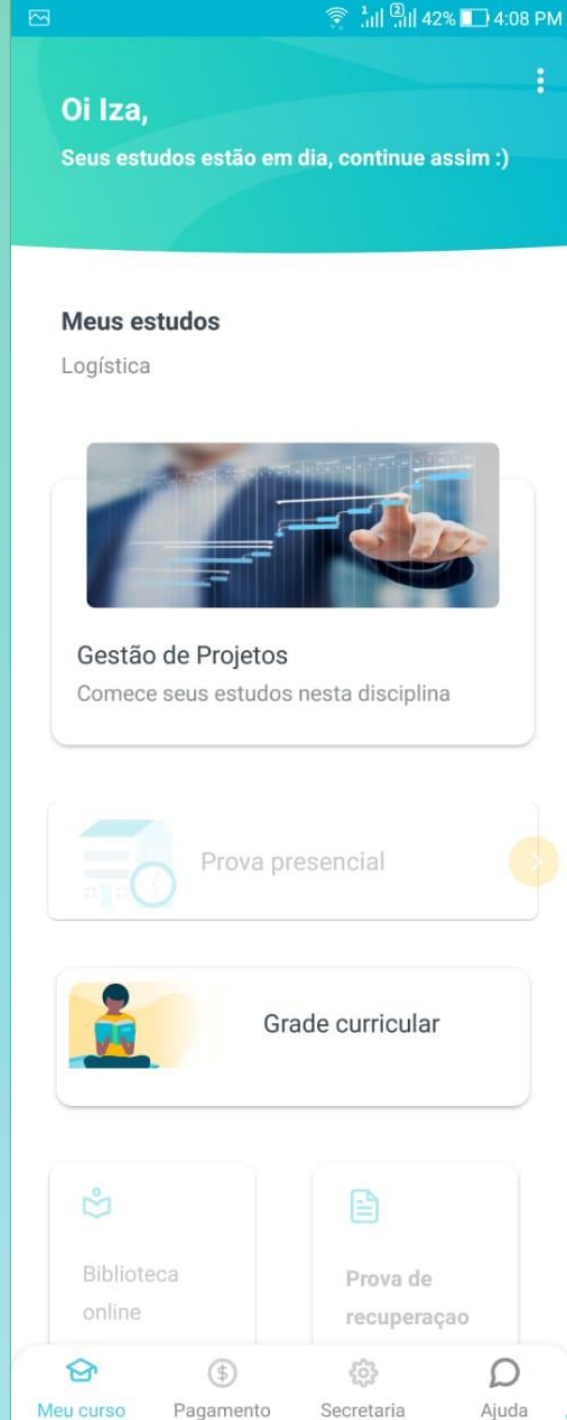 1 2 42% 4:08 PM
Oi Iza,
Seus estudos estão em dia, continue assim :)
Meus estudos
Logística
Gestão de Projetos
Comece seus estudos nesta disciplina
Prova presencial
Grade curricular
Biblioteca
online
Prova de
recuperaçao
Meu curso Pagamento Secretaria Ajuda